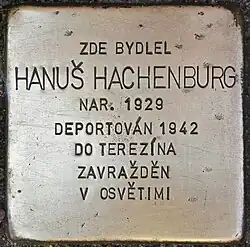 ZDE BYDLEL
HANUŠ HACHENBURG
NAR. 1929
DEPORTOVÁN 1942
DO TEREZÍNA
ZAVRAŽDĚN
V OSVĚTIMI